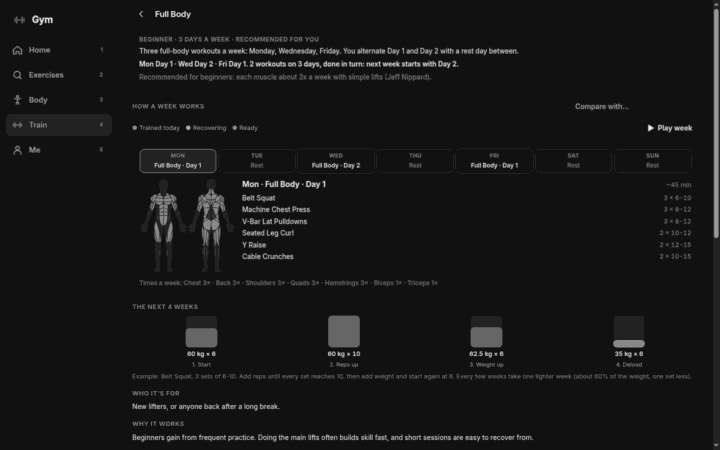 Gym
Home 1
Exercises 2
Body 3
Train 4
Me 5
Full Body
BEGINNER · 3 DAYS A WEEK · RECOMMENDED FOR YOU
Three full-body workouts a week: Monday, Wednesday, Friday. You alternate Day 1 and Day 2 with a rest day between.
Mon Day 1 · Wed Day 2 · Fri Day 1. 2 workouts on 3 days, done in turn: next week starts with Day 2.
Recommended for beginners: each muscle about 3x a week with simple lifts (Jeff Nippard).
HOW A WEEK WORKS
Compare with...
Trained today Recovering Ready
Play week
MON TUE WED THU FRI SAT SUN
Full Body · Day 1 Rest Full Body · Day 2 Rest Full Body · Day 1 Rest Rest
Mon · Full Body · Day 1 ~45 min
Belt Squat 3 × 6-10
Machine Chest Press 3 × 8-12
V-Bar Lat Pulldowns 3 × 8-12
Seated Leg Curl 2 × 10-12
Y Raise 2 × 12-15
Cable Crunches 2 × 10-15
Times a week: Chest 3× · Back 3× · Shoulders 3× · Quads 3× · Hamstrings 3× · Biceps 1× · Triceps 1×
THE NEXT 4 WEEKS
60 kg × 6 60 kg × 10 62.5 kg × 6 35 kg × 6
1. Start 2. Reps up 3. Weight up 4. Deload
Example: Belt Squat, 3 sets of 6-10. Add reps until every set reaches 10, then add weight and start again at 6. Every few weeks take one lighter week (about 60% of the weight, one set less).
WHO IT'S FOR
New lifters, or anyone back after a long break.
WHY IT WORKS
Beginners gain from frequent practice. Doing the main lifts often builds skill fast, and short sessions are easy to recover from.